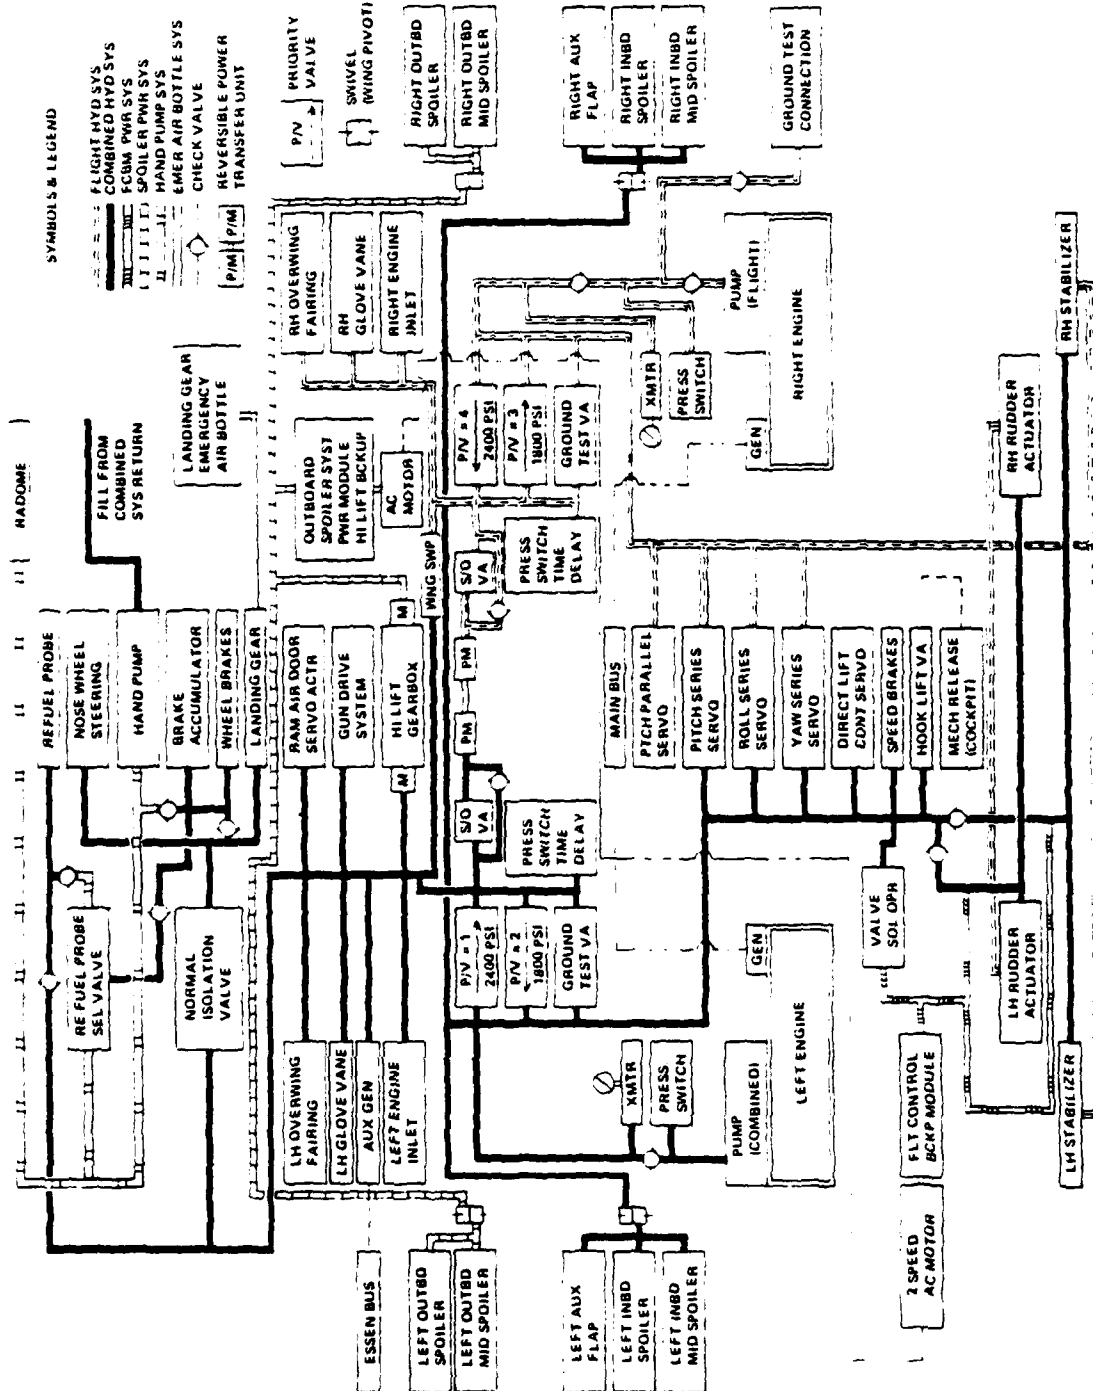 SYMBOLS & LEGEND
FLIGHT HYD SYS
COMBINED HYD SYS
FCBM PWR SYS
SPOILER PWR SYS
HAND PUMP SYS
EMER AIR BOTTLE SYS
CHECK VALVE
P/M P/M
REVERSIBLE POWER
TRANSFER UNIT
P/V
PRIORITY
VALVE
SWIVEL
(WING PIVOT)
RADOME
FILL FROM
COMBINED
SYS RETURN
LANDING GEAR
EMERGENCY
AIR BOTTLE
REFUEL PROBE
NOSE WHEEL
STEERING
HAND PUMP
BRAKE
ACCUMULATOR
WHEEL BRAKES
LANDING GEAR
RE FUEL PROBE
SEL VALVE
NORMAL
ISOLATION
VALVE
RAM AIR DOOR
SERVO ACTR
GUN DRIVE
SYSTEM
HI LIFT
GEARBOX
M
M
WNG SWP
OUTBOARD
SPOILER SYST
PWR MODULE
HI LIFT BCKUP
AC
MOTOR
RH OVERWING
FAIRING
RH
GLOVE VANE
RIGHT ENGINE
INLET
LH OVERWING
FAIRING
LH GLOVE VANE
AUX GEN
LEFT ENGINE
INLET
ESSEN BUS
LEFT OUTBD
SPOILER
LEFT OUTBD
MID SPOILER
RIGHT OUTBD
SPOILER
RIGHT OUTBD
MID SPOILER
LEFT AUX
FLAP
LEFT INBD
SPOILER
LEFT INBD
MID SPOILER
RIGHT AUX
FLAP
RIGHT INBD
SPOILER
RIGHT INBD
MID SPOILER
GROUND TEST
CONNECTION
P/V = 1
2400 PSI
P/V = 2
1800 PSI
GROUND
TEST VA
S/O
VA
PM
PM
S/O
VA
PRESS
SWITCH
TIME
DELAY
PRESS
SWITCH
TIME
DELAY
P/V = 4
2400 PSI
P/V = 3
1800 PSI
GROUND
TEST VA
XMTR
PRESS
SWITCH
PUMP
(COMBINED)
LEFT ENGINE
GEN
XMTR
PRESS
SWITCH
PUMP
(FLIGHT)
RIGHT ENGINE
GEN
MAIN BUS
PITCH PARALLEL
SERVO
PITCH SERIES
SERVO
ROLL SERIES
SERVO
YAW SERIES
SERVO
DIRECT LIFT
CONT SERVO
SPEED BRAKES
HOOK LIFT VA
MECH RELEASE
(COCKPIT)
VALVE
SOL OPR
2 SPEED
AC MOTOR
FLT CONTROL
BCKP MODULE
LH RUDDER
ACTUATOR
RH RUDDER
ACTUATOR
LH STABILIZER
RH STABILIZER